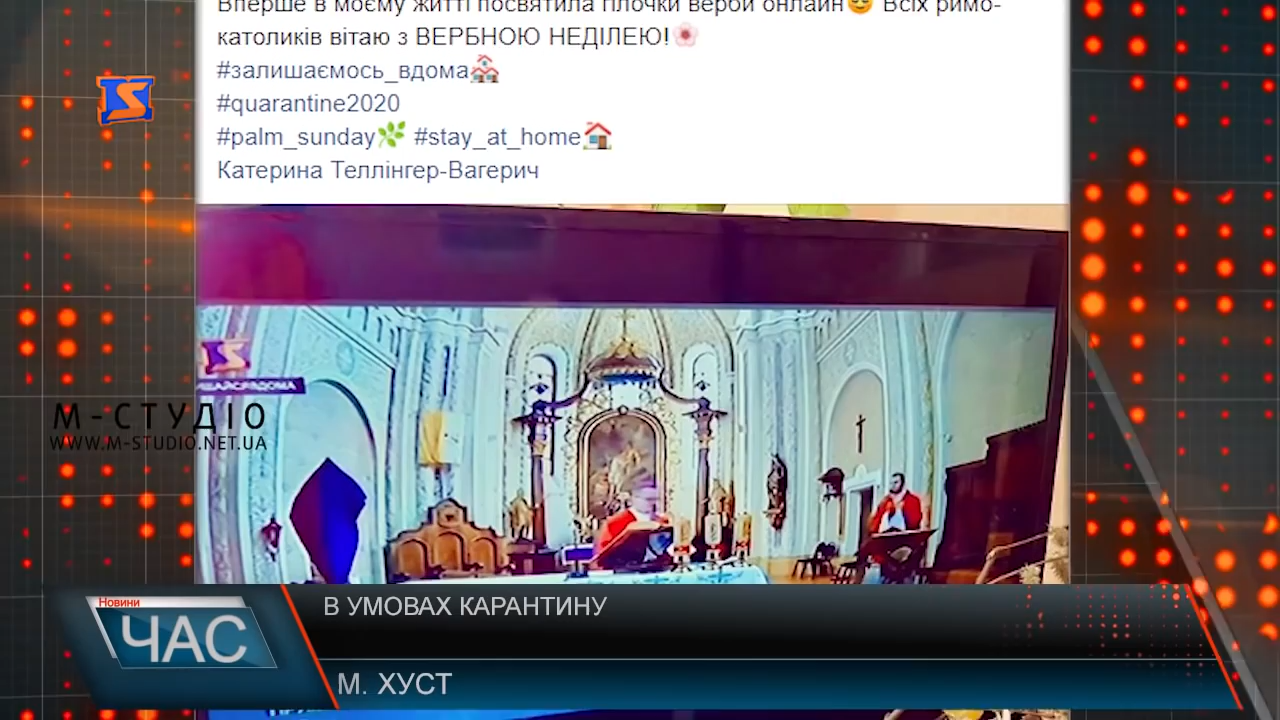 Вперше в моєму житті посвятила гілочки верби онлайн😌 Всіх римо-
католиків вітаю з ВЕРБНОЮ НЕДІЛЕЮ!🌸
#залишаємось_вдома🏘️
#quarantine2020
#palm_sunday🌿 #stay_at_home🏠
Катерина Теллінгер-Вагерич
М-СТУДІО
WWW.M-STUDIO.NET.UA
Новини
ЧАС
В УМОВАХ КАРАНТИНУ
М. ХУСТ